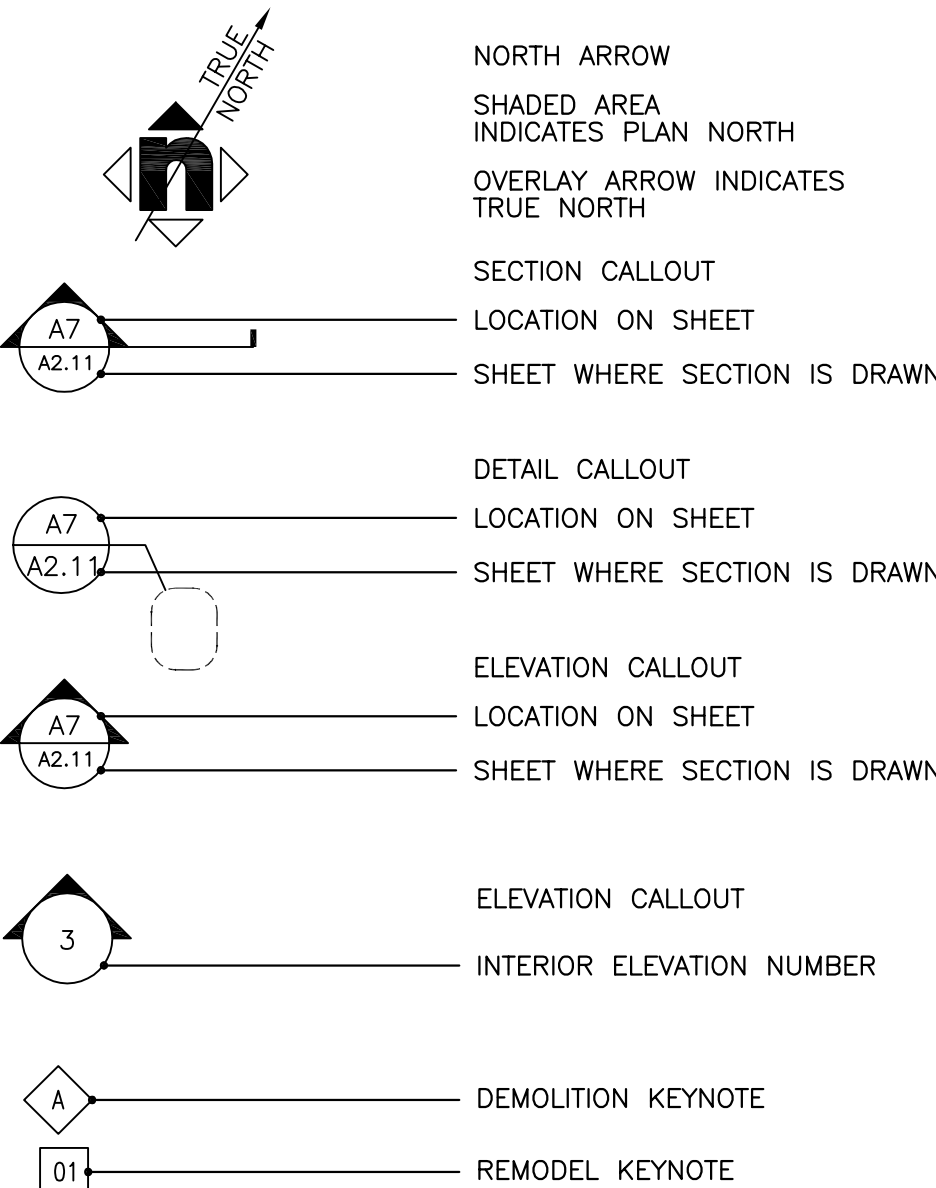 TRUE
NORTH
n
NORTH ARROW
SHADED AREA
INDICATES PLAN NORTH
OVERLAY ARROW INDICATES
TRUE NORTH
SECTION CALLOUT
A7
LOCATION ON SHEET
A2.11
SHEET WHERE SECTION IS DRAWN
DETAIL CALLOUT
A7
LOCATION ON SHEET
A2.11
SHEET WHERE SECTION IS DRAWN
ELEVATION CALLOUT
A7
LOCATION ON SHEET
A2.11
SHEET WHERE SECTION IS DRAWN
ELEVATION CALLOUT
3
INTERIOR ELEVATION NUMBER
A
DEMOLITION KEYNOTE
01
REMODEL KEYNOTE